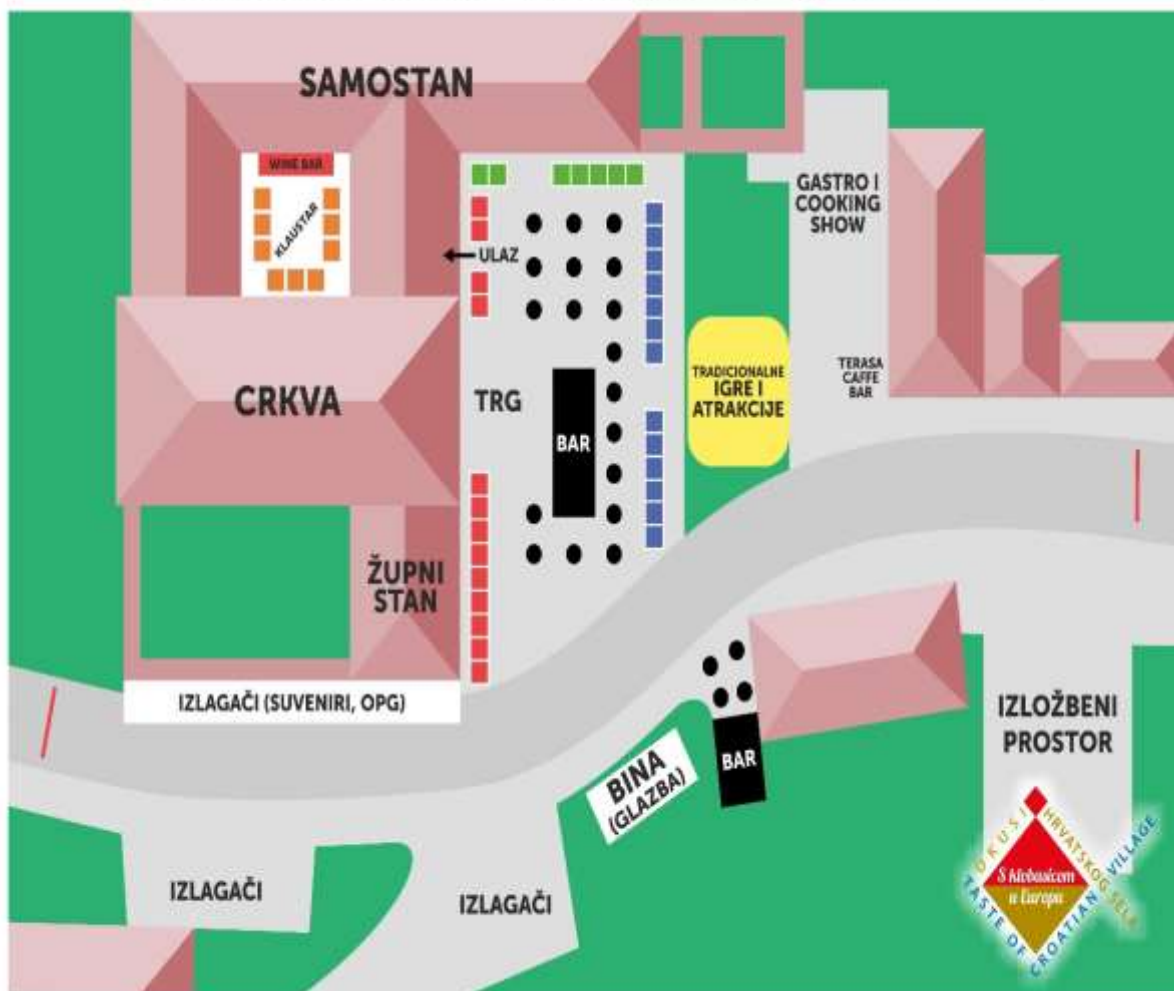 SAMOSTAN
WINE BAR
KLAUSTAR
ULAZ
GASTRO I
COOKING
SHOW
CRKVA
TRG
BAR
TRADICIONALNE
IGRE I
ATRAKCIJE
TERASA
CAFFE
BAR
ŽUPNI
STAN
IZLAGAČI (SUVENIRI, OPG)
BINA
(GLAZBA)
BAR
IZLOŽBENI
PROSTOR
IZLAGAČI
IZLAGAČI
OKUSI HRVATSKOG SELA
S klobasicom
u Europu
TASTE OF CROATIAN VILLAGE